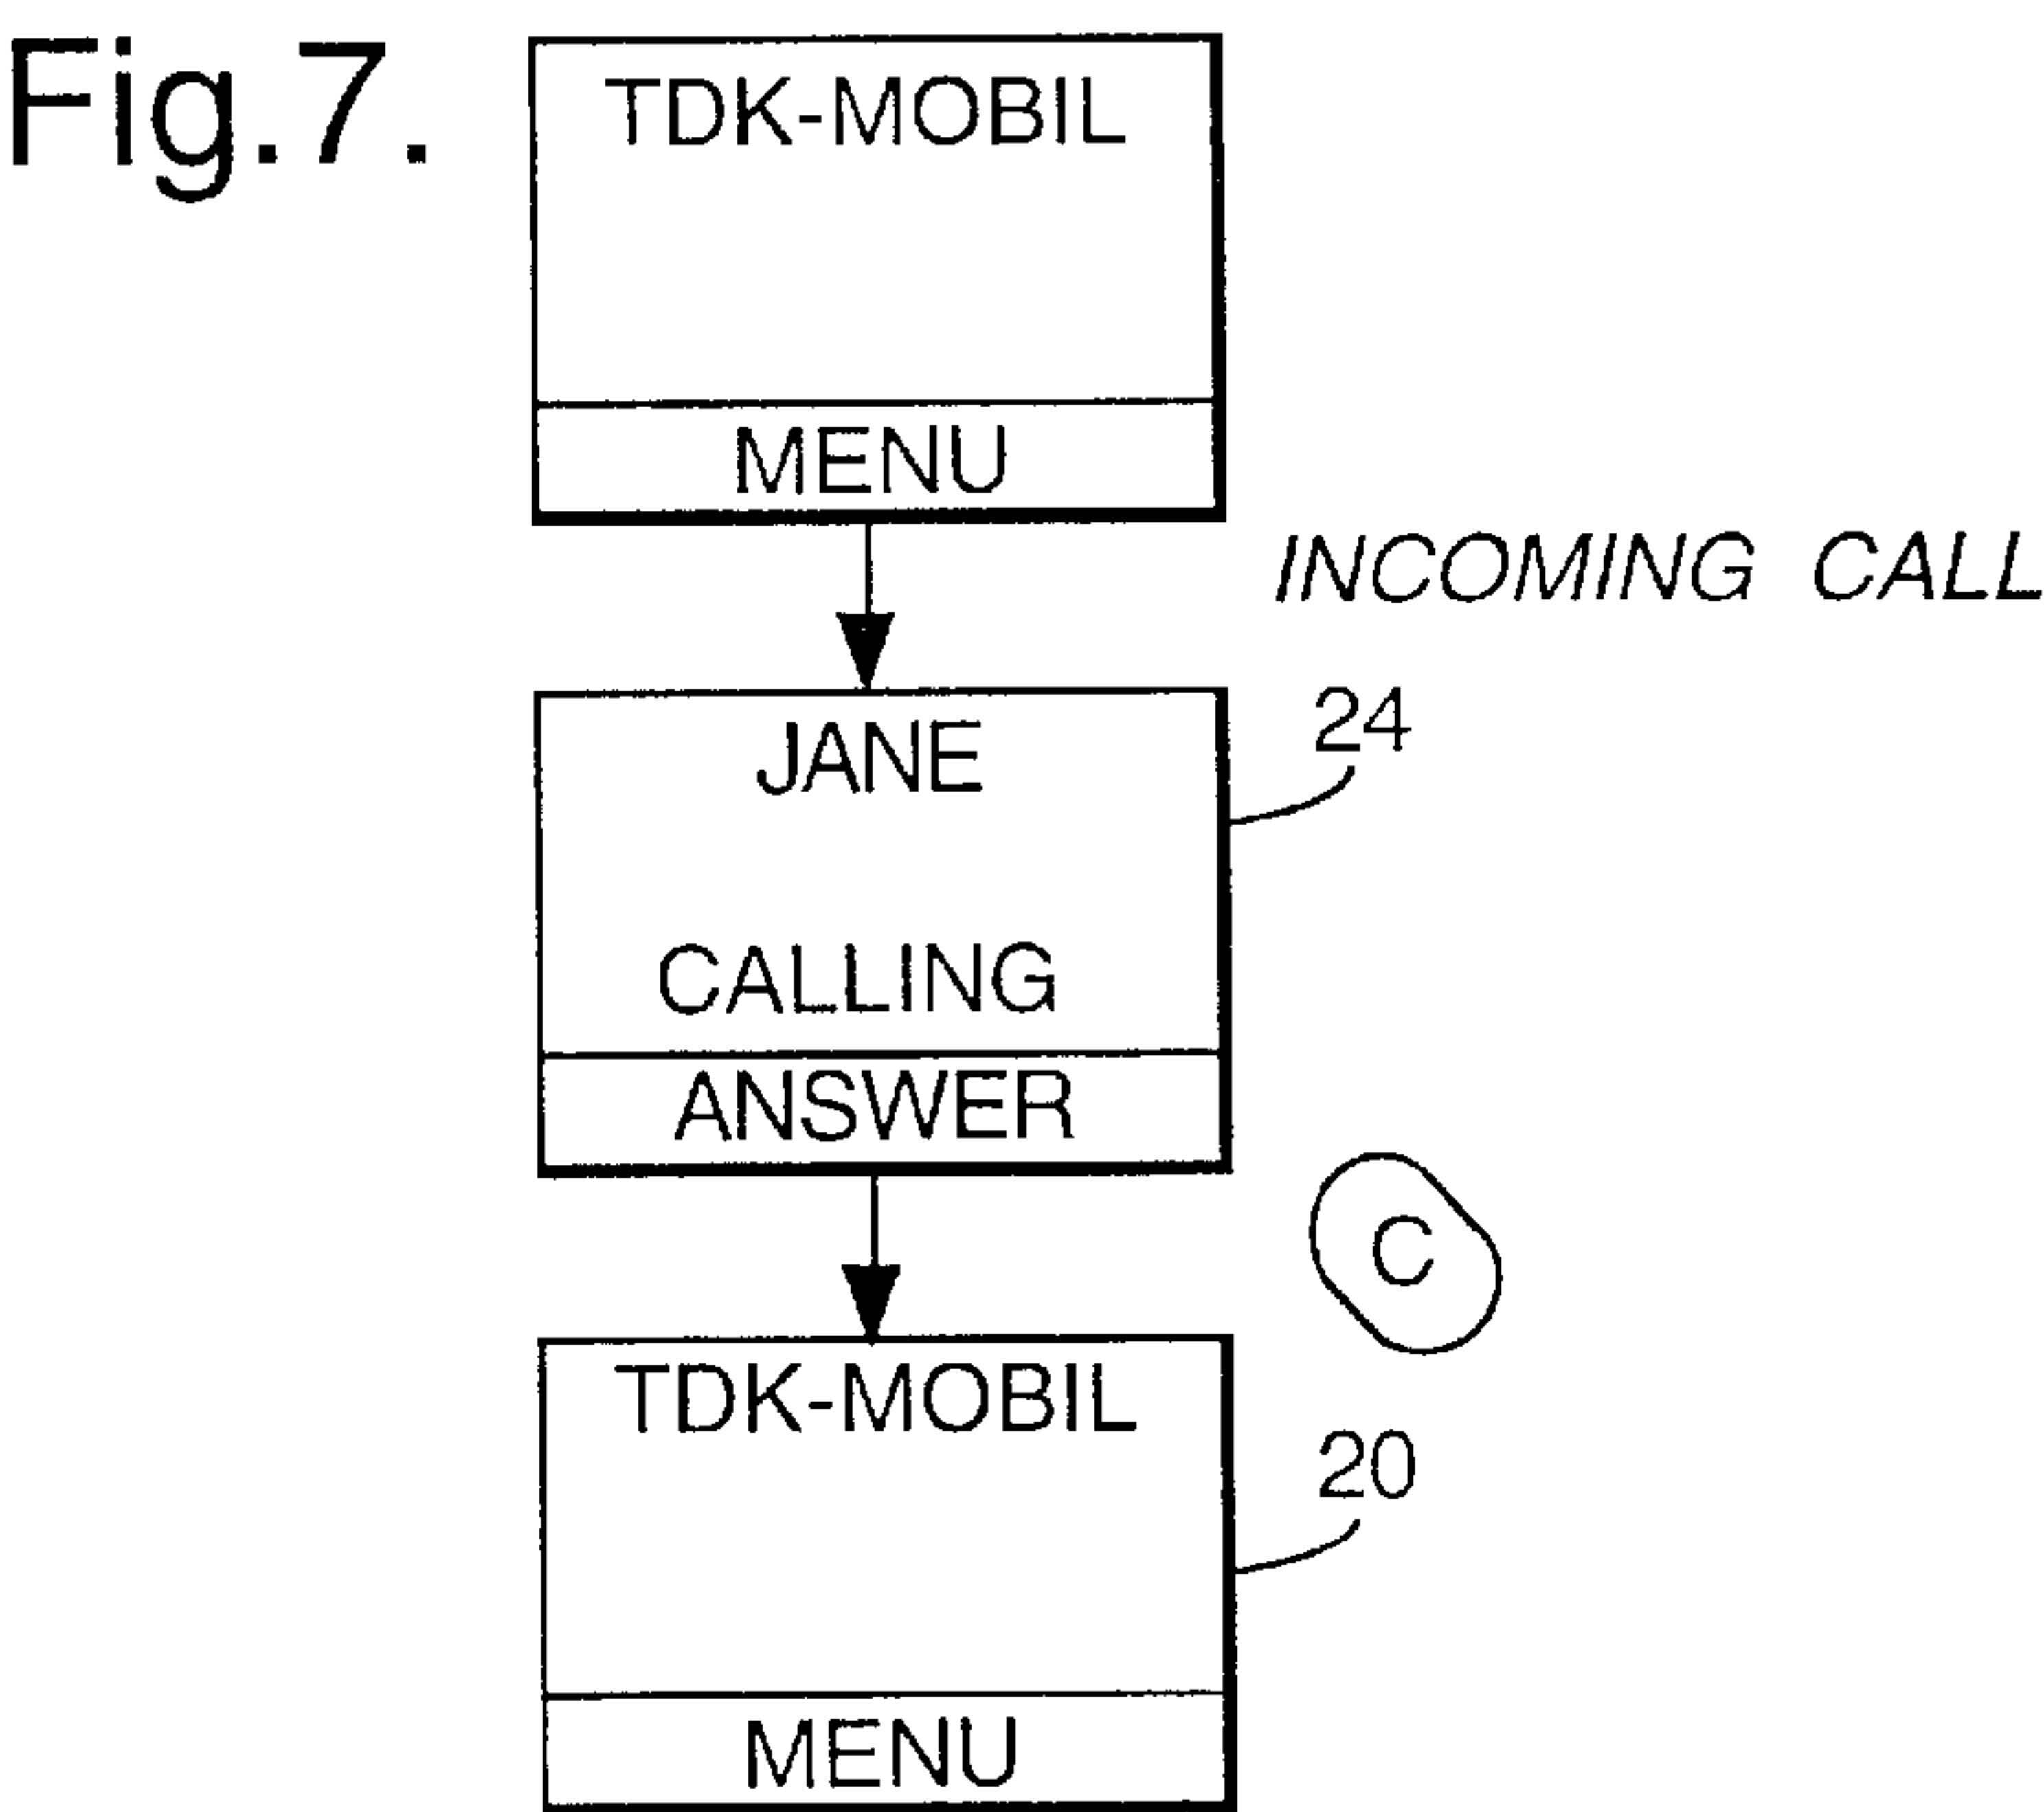 Fig.7.
TDK-MOBIL
MENU
INCOMING CALL
24
JANE
CALLING
ANSWER
C
TDK-MOBIL
20
MENU